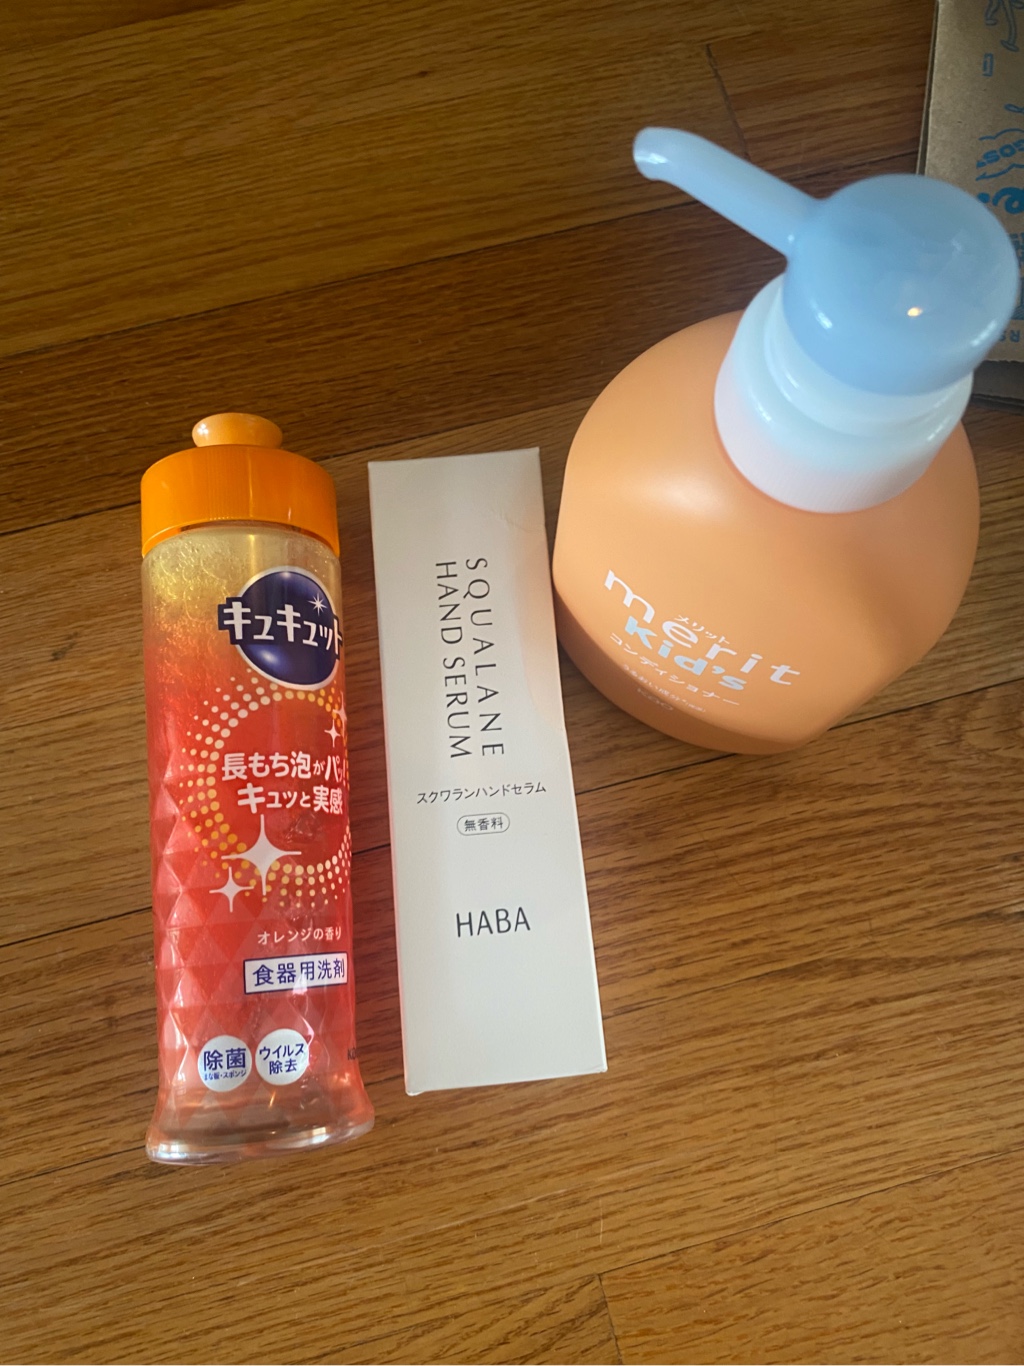 キュキュット
長もち泡がパッ
キュッと実感
オレンジの香り
食器用洗剤
除菌
ウイルス
除去
SQUALANE
HAND SERUM
スクワランハンドセラム
無香料
HABA
merit
メリット
kid's
コンディショナー